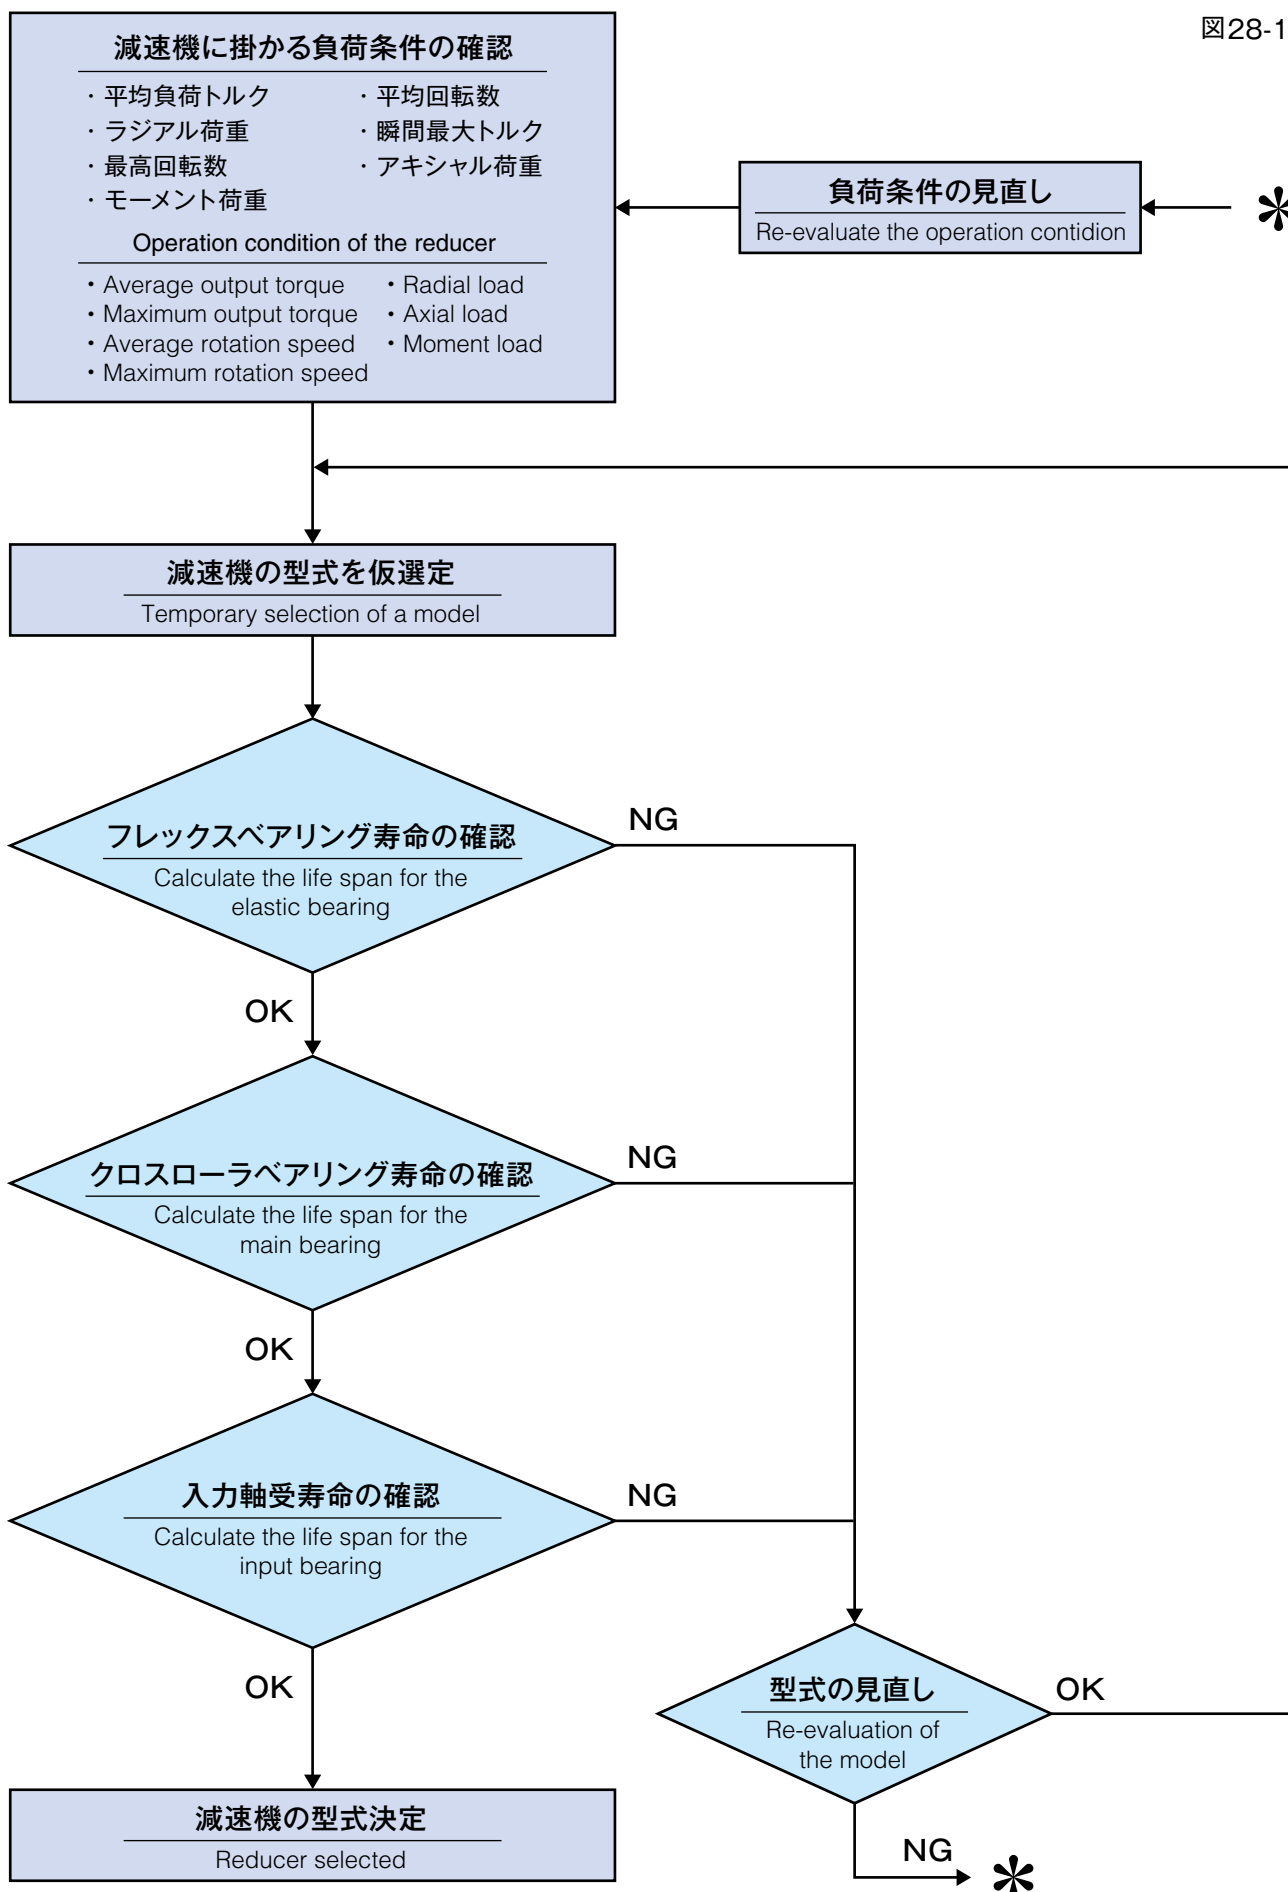 図28-1
減速機に掛かる負荷条件の確認
・平均負荷トルク ・平均回転数
・ラジアル荷重 ・瞬間最大トルク
・最高回転数 ・アキシャル荷重
・モーメント荷重
Operation condition of the reducer
・Average output torque ・Radial load
・Maximum output torque ・Axial load
・Average rotation speed ・Moment load
・Maximum rotation speed
負荷条件の見直し
Re-evaluate the operation contidion
*
減速機の型式を仮選定
Temporary selection of a model
フレックスベアリング寿命の確認
Calculate the life span for the
elastic bearing
NG
OK
クロスローラベアリング寿命の確認
Calculate the life span for the
main bearing
NG
OK
入力軸受寿命の確認
Calculate the life span for the
input bearing
NG
OK
型式の見直し
Re-evaluation of
the model
OK
NG
*
減速機の型式決定
Reducer selected